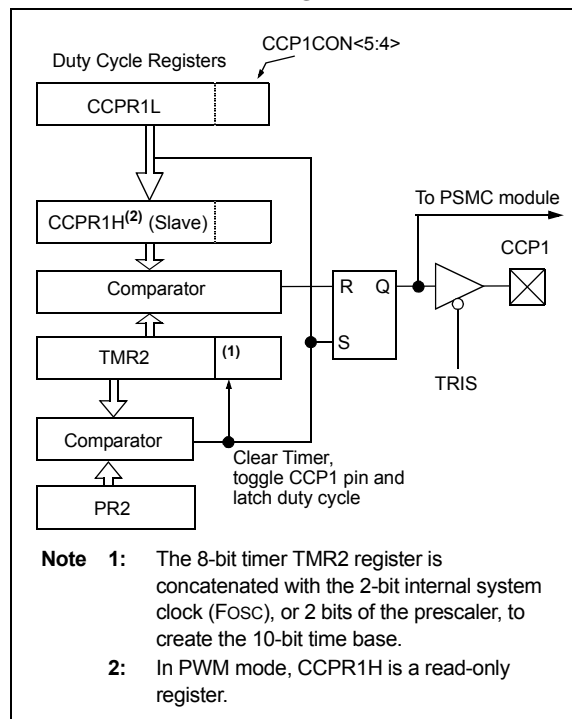 CCP1CON<5:4>
Duty Cycle Registers
CCPR1L
CCPR1H(2) (Slave)
To PSMC module
CCP1
Comparator
R Q
S
TMR2
(1)
TRIS
Comparator
Clear Timer,
toggle CCP1 pin and
latch duty cycle
PR2
Note 1: The 8-bit timer TMR2 register is
concatenated with the 2-bit internal system
clock (FOSC), or 2 bits of the prescaler, to
create the 10-bit time base.
2: In PWM mode, CCPR1H is a read-only
register.